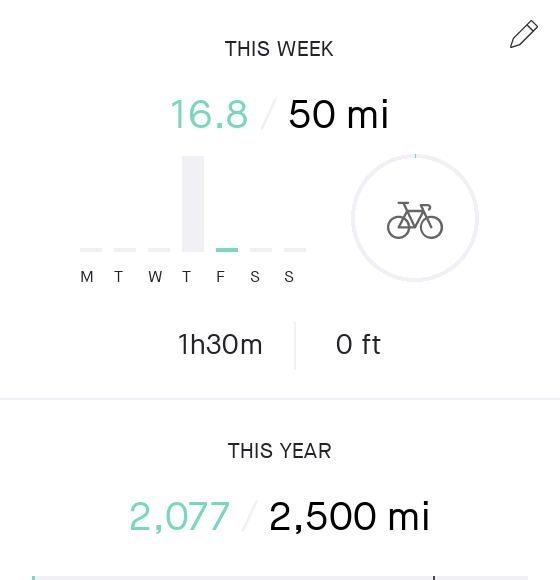 THIS WEEK
16.8 / 50 mi
M T W T F S S
1h30m 0 ft
THIS YEAR
2,077 / 2,500 mi